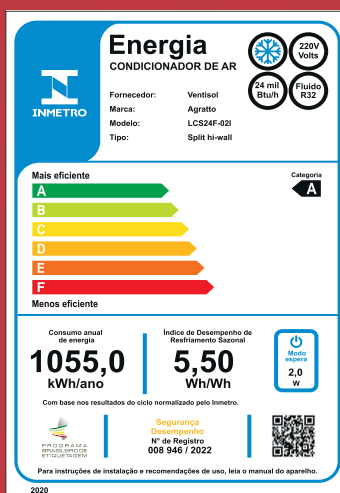 Energia
CONDICIONADOR DE AR
220V
Volts
24 mil
Btu/h
Fluido
R32
INMETRO
Fornecedor: Ventisol
Marca: Agratto
Modelo: LCS24F-02I
Tipo: Split hi-wall
Mais eficiente
Categoria
A
A
B
C
D
E
F
Menos eficiente
Consumo anual
de energia
1055,0
kWh/ano
Índice de Desempenho de
Resfriamento Sazonal
5,50
Wh/Wh
Modo
espera
2,0
W
Com base nos resultados do ciclo normalizado pelo Inmetro.
PROGRAMA
BRASILEIRO DE
ETIQUETAGEM
Segurança
Desempenho
N° de Registro
008 946 / 2022
Para instruções de instalação e recomendações de uso, leia o manual do aparelho.
2020